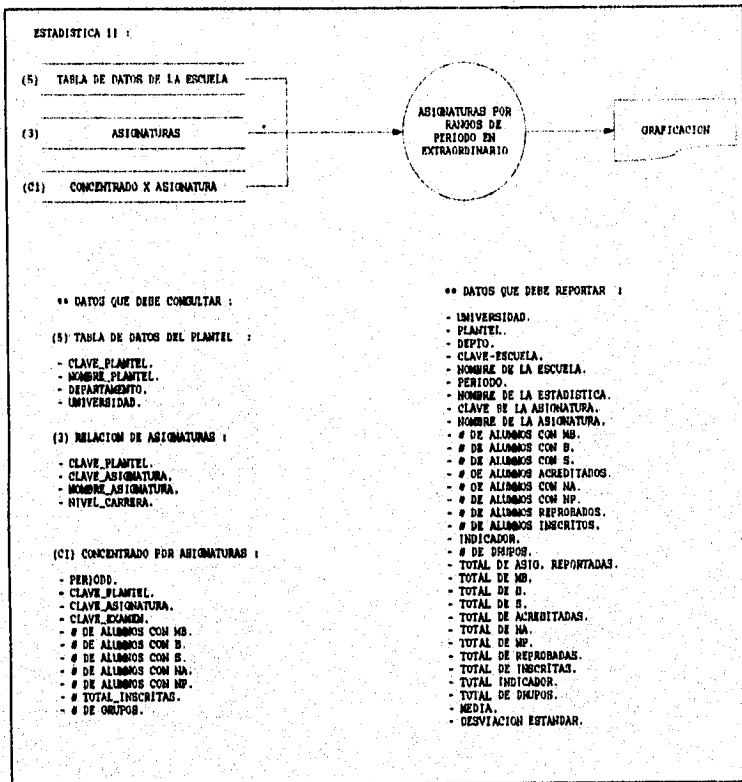 ESTADISTICA II :
(5) TABLA DE DATOS DE LA ESCUELA
(3) ASIGNATURAS
(C1) CONCENTRADO X ASIGNATURA
ASIGNATURAS POR
RANGOS DE
PERIODO EN
EXTRAORDINARIO
GRAFICACION
** DATOS QUE DEBE CONSULTAR :
(5) TABLA DE DATOS DEL PLANTEL :
- CLAVE_PLANTEL.
- NOMBRE_PLANTEL.
- DEPARTAMENTO.
- UNIVERSIDAD.
(3) RELACION DE ASIGNATURAS :
- CLAVE_PLANTEL.
- CLAVE_ASIGNATURA.
- NOMBRE_ASIGNATURA.
- NIVEL_CARRERA.
(C1) CONCENTRADO POR ASIGNATURAS :
- PERIODO.
- CLAVE_PLANTEL.
- CLAVE_ASIGNATURA.
- CLAVE_EXAMEN.
- # DE ALUMNOS CON MB.
- # DE ALUMNOS CON B.
- # DE ALUMNOS CON S.
- # DE ALUMNOS CON NA.
- # DE ALUMNOS CON NP.
- # TOTAL_INSCRITAS.
- # DE GRUPOS.
** DATOS QUE DEBE REPORTAR :
- UNIVERSIDAD.
- PLANTEL.
- DEPTO.
- CLAVE-ESCUELA.
- NOMBRE DE LA ESCUELA.
- PERIODO.
- NOMBRE DE LA ESTADISTICA.
- CLAVE DE LA ASIGNATURA.
- NOMBRE DE LA ASIGNATURA.
- # DE ALUMNOS CON MB.
- # DE ALUMNOS CON B.
- # DE ALUMNOS CON S.
- # DE ALUMNOS ACREDITADOS.
- # DE ALUMNOS CON NA.
- # DE ALUMNOS CON NP.
- # DE ALUMNOS REPROBADOS.
- # DE ALUMNOS INSCRITOS.
- INDICADOR.
- # DE GRUPOS.
- TOTAL DE ASIG. REPORTADAS.
- TOTAL DE MB.
- TOTAL DE B.
- TOTAL DE S.
- TOTAL DE ACREDITADAS.
- TOTAL DE NA.
- TOTAL DE NP.
- TOTAL DE REPROBADAS.
- TOTAL DE INSCRITAS.
- TOTAL INDICADOR.
- TOTAL DE GRUPOS.
- MEDIA.
- DESVIACION ESTANDAR.